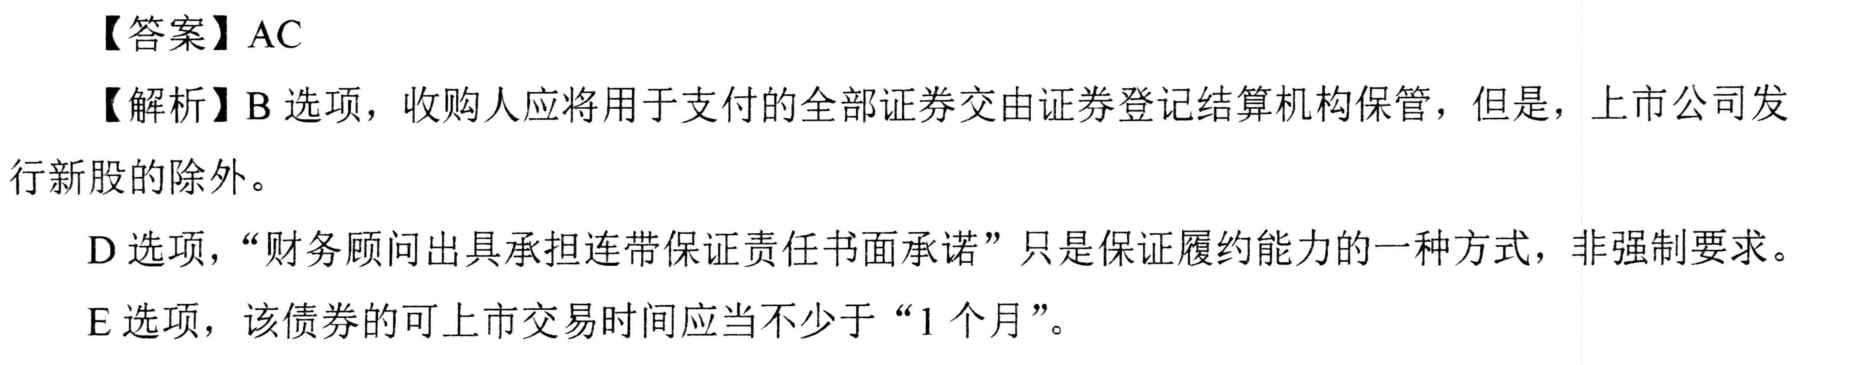 【答案】AC
【解析】B 选项，收购人应将用于支付的全部证券交由证券登记结算机构保管，但是，上市公司发
行新股的除外。
D 选项，“财务顾问出具承担连带保证责任书面承诺”只是保证履约能力的一种方式，非强制要求。
E 选项，该债券的可上市交易时间应当不少于“1 个月”。